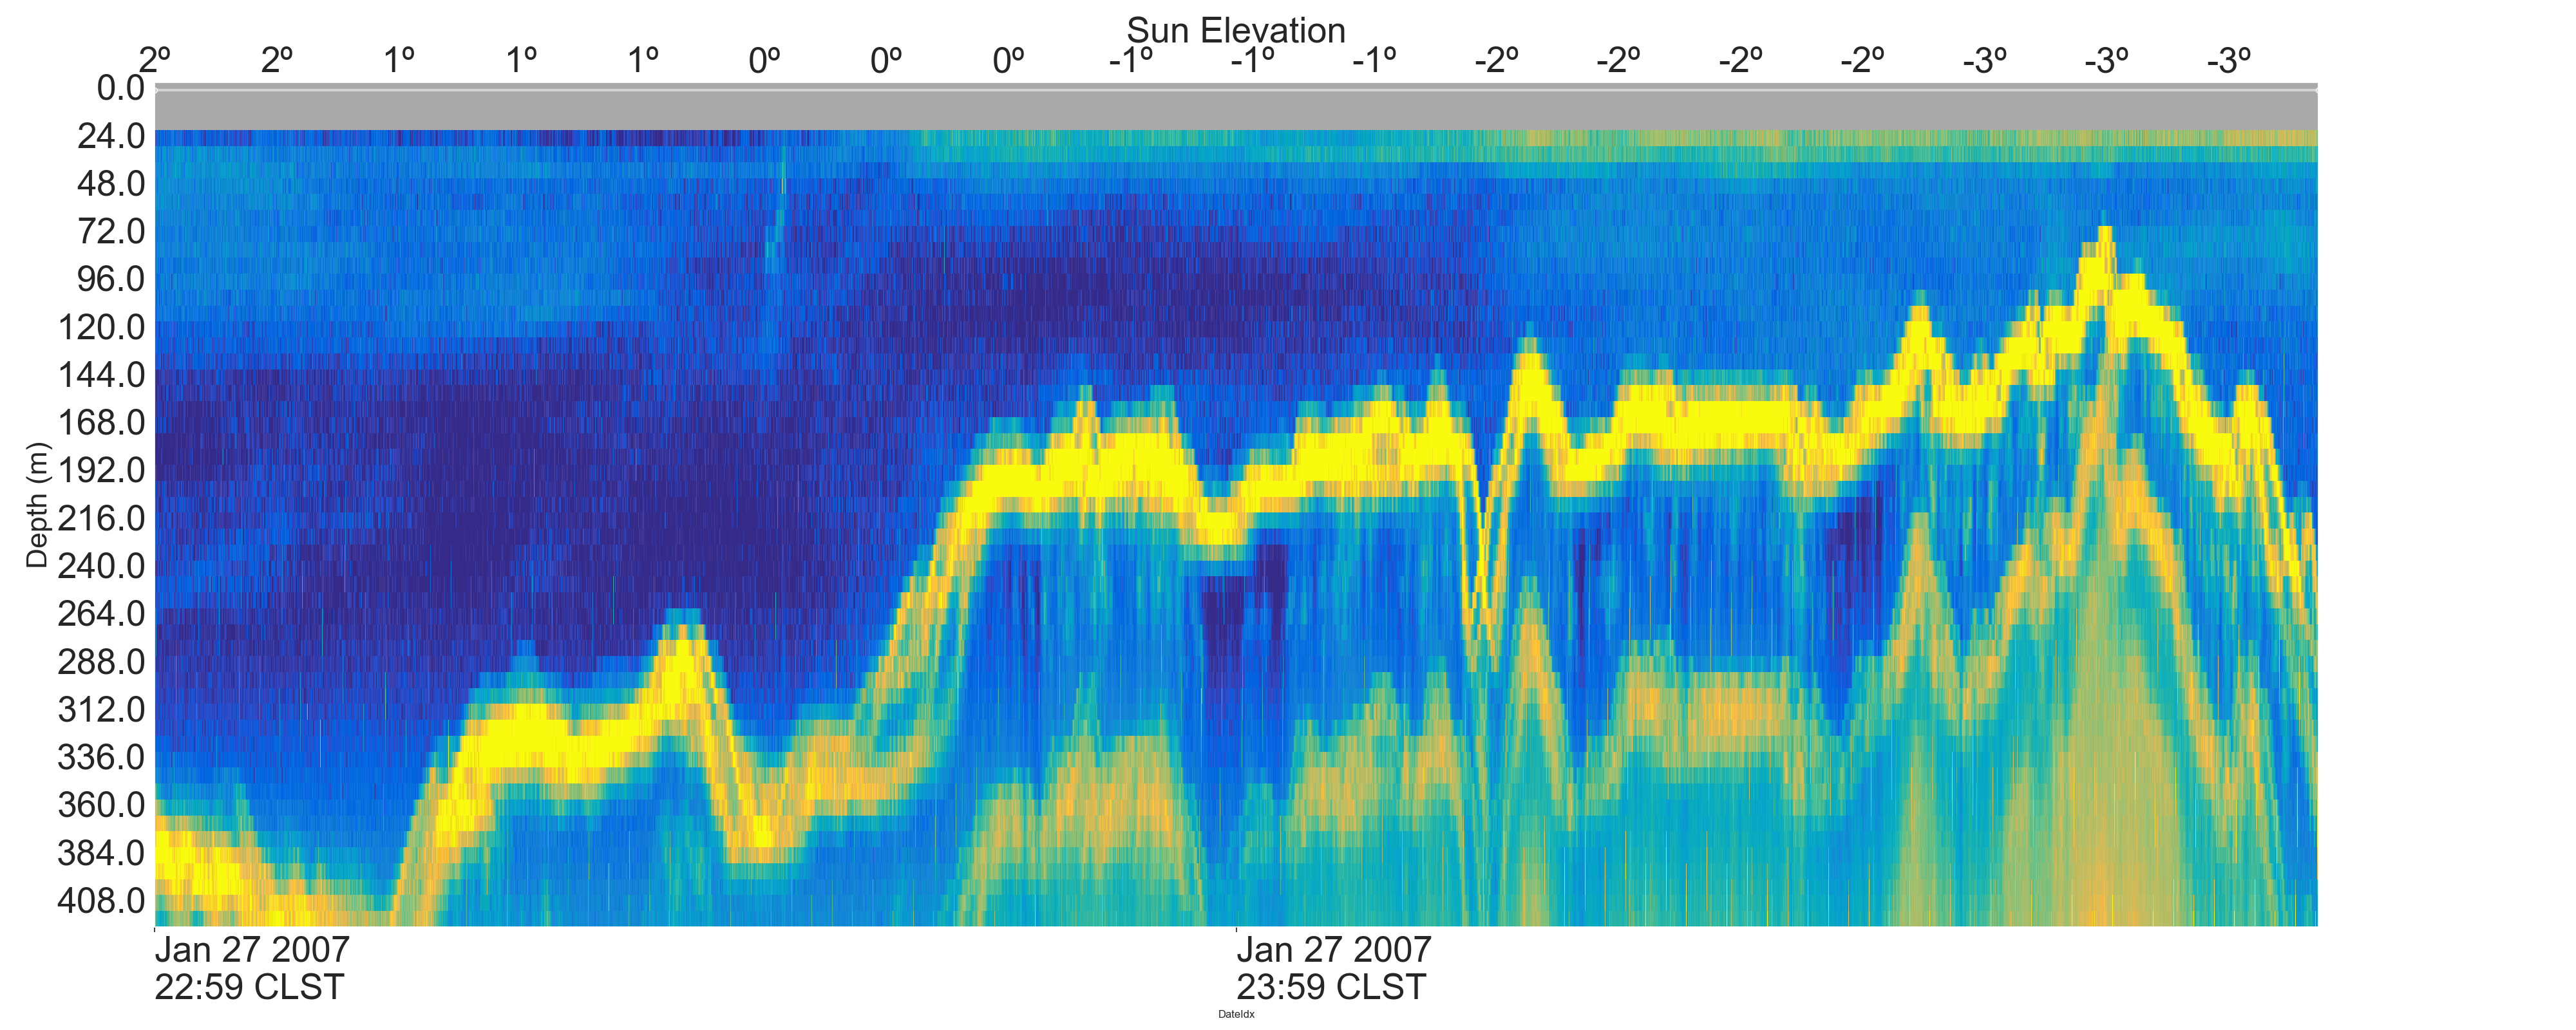 Sun Elevation
2º 2º 1º 1º 1º 0º 0º 0º -1º -1º -1º -2º -2º -2º -2º -3º -3º -3º
0.0
24.0
48.0
72.0
96.0
120.0
144.0
168.0
192.0
216.0
240.0
264.0
288.0
312.0
336.0
360.0
384.0
408.0
Depth (m)
Jan 27 2007
22:59 CLST
Jan 27 2007
23:59 CLST
DateIdx